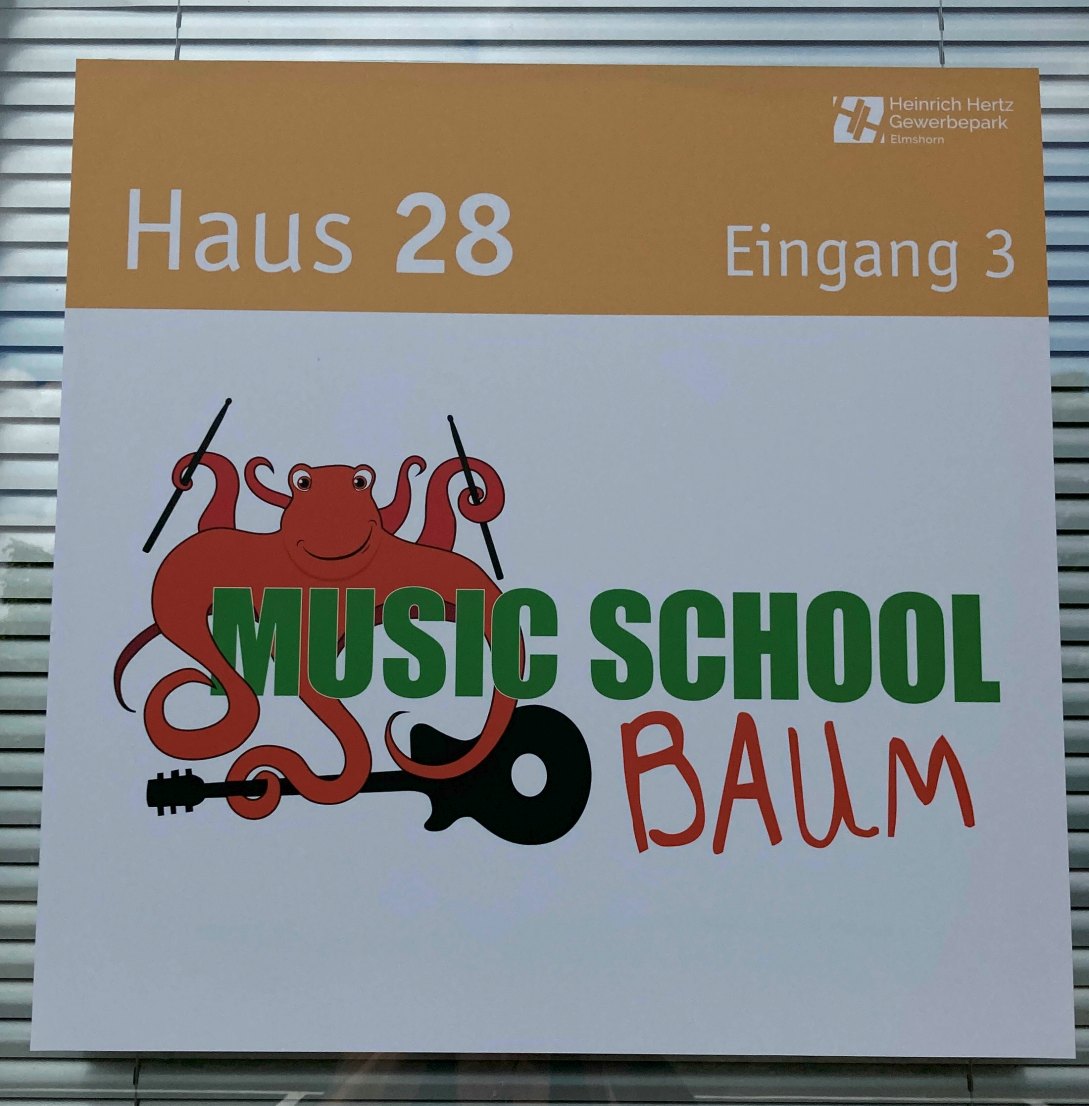 Heinrich Hertz
Gewerbepark
Elmshorn
Haus 28
Eingang 3
MUSIC SCHOOL
BAUM